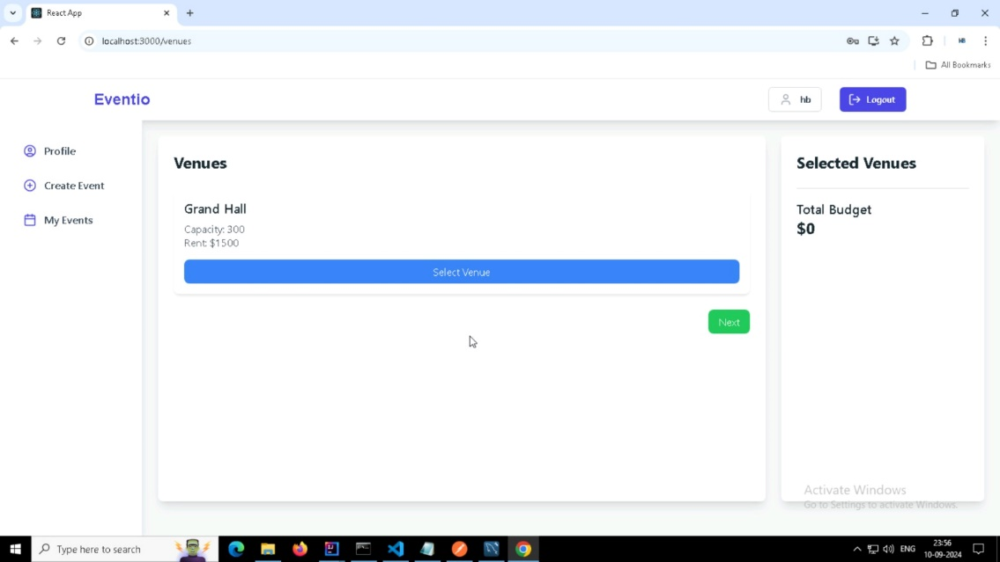 React App
localhost:3000/venues
All Bookmarks
Eventio
hb
Logout
Profile
Create Event
My Events
Venues
Grand Hall
Capacity: 300
Rent: $1500
Select Venue
Next
Selected Venues
Total Budget
$0
Activate Windows
Go to Settings to activate Windows.
Type here to search
ENG
23:56
10-09-2024